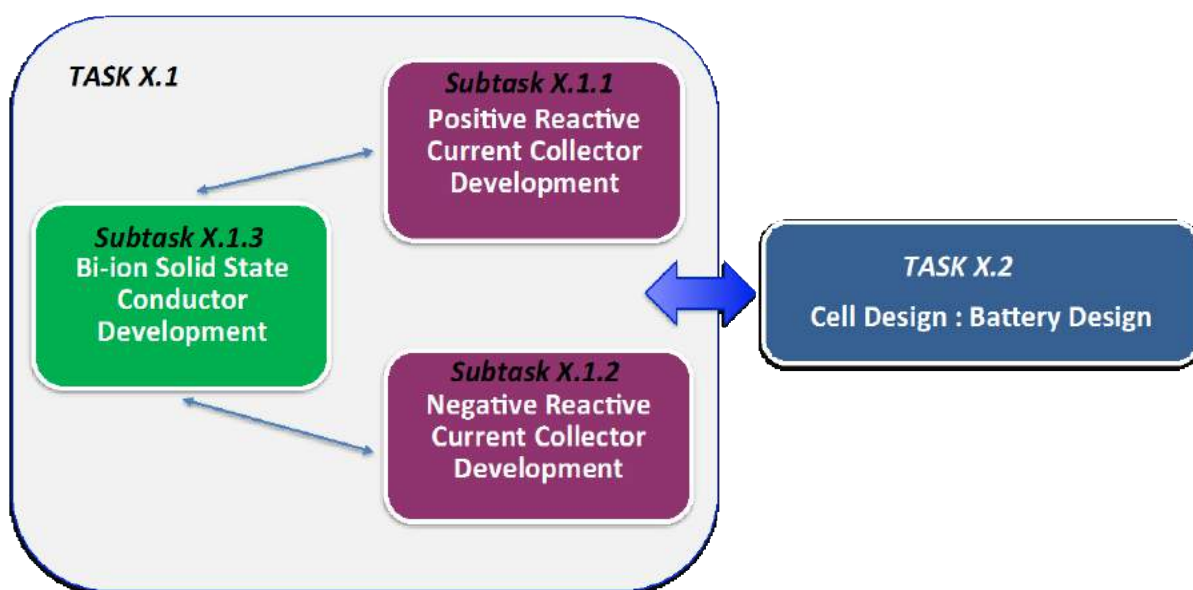 TASK X.1
Subtask X.1.1
Positive Reactive
Current Collector
Development
Subtask X.1.3
Bi-ion Solid State
Conductor
Development
Subtask X.1.2
Negative Reactive
Current Collector
Development
TASK X.2
Cell Design : Battery Design